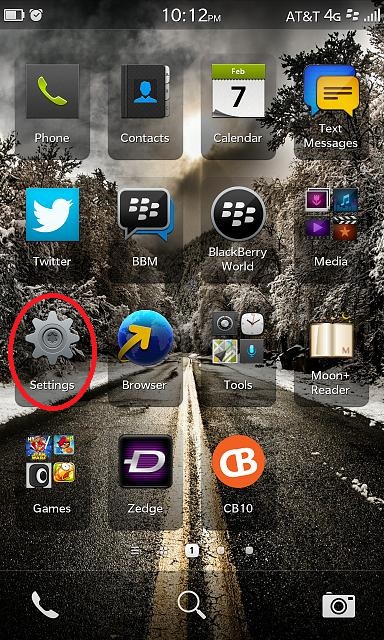 10:12PM AT&T 4G
Phone Contacts Feb 7 Calendar Text Messages
Twitter BBM BlackBerry World Media
Settings Browser Tools Moon+ Reader
Games Zedge CB CB10
1